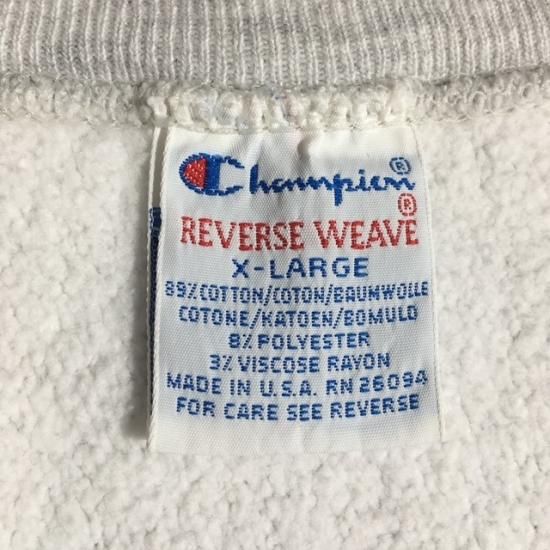 Champion®
REVERSE WEAVE®
X-LARGE
89% COTTON/COTON/BAUMWOLLE
COTONE/KATOEN/BOMULD
8% POLYESTER
3% VISCOSE RAYON
MADE IN U.S.A. RN 26094
FOR CARE SEE REVERSE